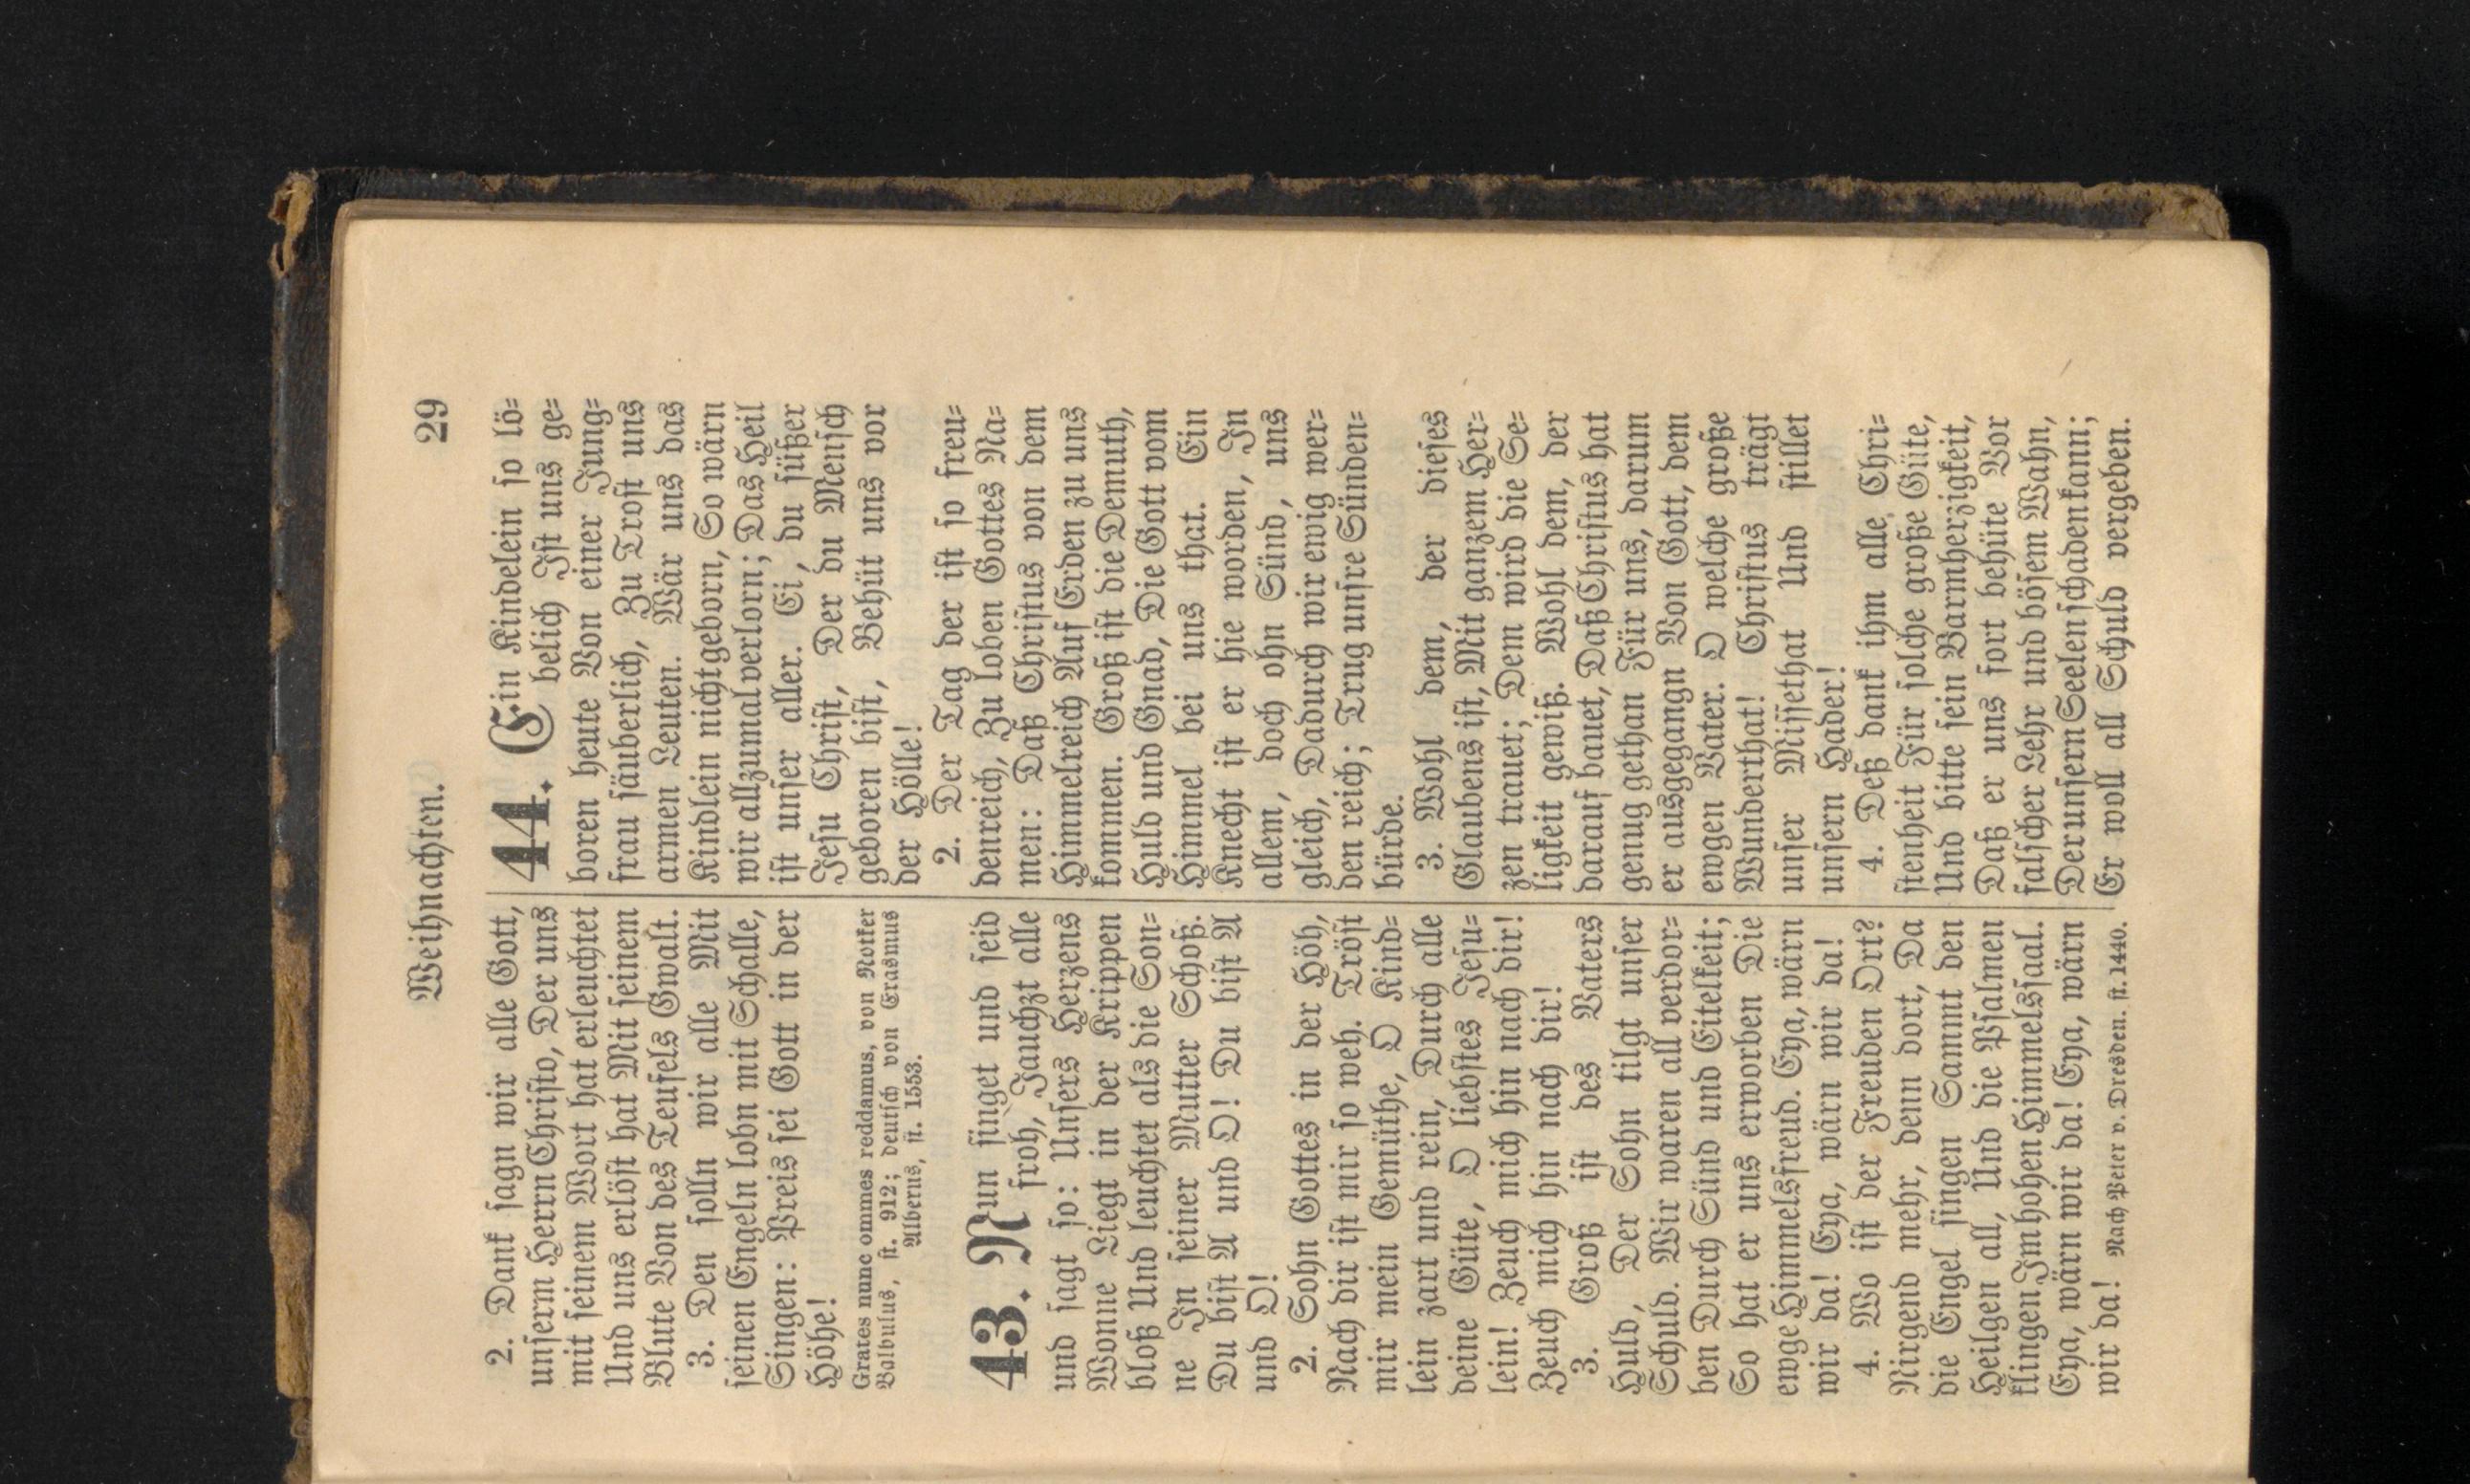 Weihnachten. 29
2. Dank sagn wir alle Gott,
unserm Herrn Christo, Der uns
mit seinem Wort hat erleuchtet
Und uns erlöst hat Mit seinem
Blute Von des Teufels Gwalt.
3. Den solln wir alle Mit
seinen Engeln lobn mit Schalle,
Singen: Preis sei Gott in der
Höhe!
Grates nunc omnes reddamus, von Notker
Balbulus, st. 912; deutsch von Erasmus
Alberus, st. 1553.
43. Nun singet und seid
froh, Jauchzt alle
und sagt so: Unsers Herzens
Wonne Liegt in der Krippen
bloß Und leuchtet als die Son=
ne In seiner Mutter Schoß.
Du bist A und O! Du bist A
und O!
2. Sohn Gottes in der Höh,
Nach dir ist mir so weh. Tröst
mir mein Gemüthe, O Kind=
lein zart und rein, Durch alle
deine Güte, O liebstes Jesu=
lein! Zeuch mich hin nach dir!
Zeuch mich hin nach dir!
3. Groß ist des Vaters
Huld, Der Sohn tilgt unser
Schuld. Wir waren all verdor=
ben Durch Sünd und Eitelkeit;
So hat er uns erworben Die
ewge Himmelsfreud. Eya, wärn
wir da! Eya, wärn wir da!
4. Wo ist der Freuden Ort?
Nirgend mehr, denn dort, Da
die Engel singen Sammt den
Heilgen all, Und die Psalmen
klingen Im hohen Himmelssaal.
Eya, wärn wir da! Eya, wärn
wir da! Nach Peter v. Dresden. st. 1440.
44. Ein Kindelein so lö=
belich Ist uns ge=
boren heute Von einer Jung=
frau säuberlich, Zu Trost uns
armen Leuten. Wär uns das
Kindlein nicht geborn, So wärn
wir allzumal verlorn; Das Heil
ist unser aller. Ei, du süßer
Jesu Christ, Der du Mensch
geboren bist, Behüt uns vor
der Hölle!
2. Der Tag der ist so freu=
denreich, Zu loben Gottes Na=
men: Daß Christus von dem
Himmelreich Auf Erden zu uns
kommen. Groß ist die Demuth,
Huld und Gnad, Die Gott vom
Himmel bei uns that. Ein
Knecht ist er hie worden, In
allem, doch ohn Sünd, uns
gleich, Dadurch wir ewig wer=
den reich; Trug unsre Sünden=
bürde.
3. Wohl dem, der dieses
Glaubens ist, Mit ganzem Her=
zen trauet; Dem wird die Se=
ligkeit gewiß. Wohl dem, der
darauf bauet, Daß Christus hat
genug gethan Für uns, darum
er ausgegangn Von Gott, dem
ewgen Vater. O welche große
Wunderthat! Christus trägt
unser Missethat Und stillet
unsern Hader!
4. Deß dank ihm alle Chri=
stenheit Für solche große Güte,
Und bitte sein Barmherzigkeit,
Daß er uns fort behüte Vor
falscher Lehr und bösem Wahn,
Der unsern Seelen schaden kann;
Er woll all Schuld vergeben.